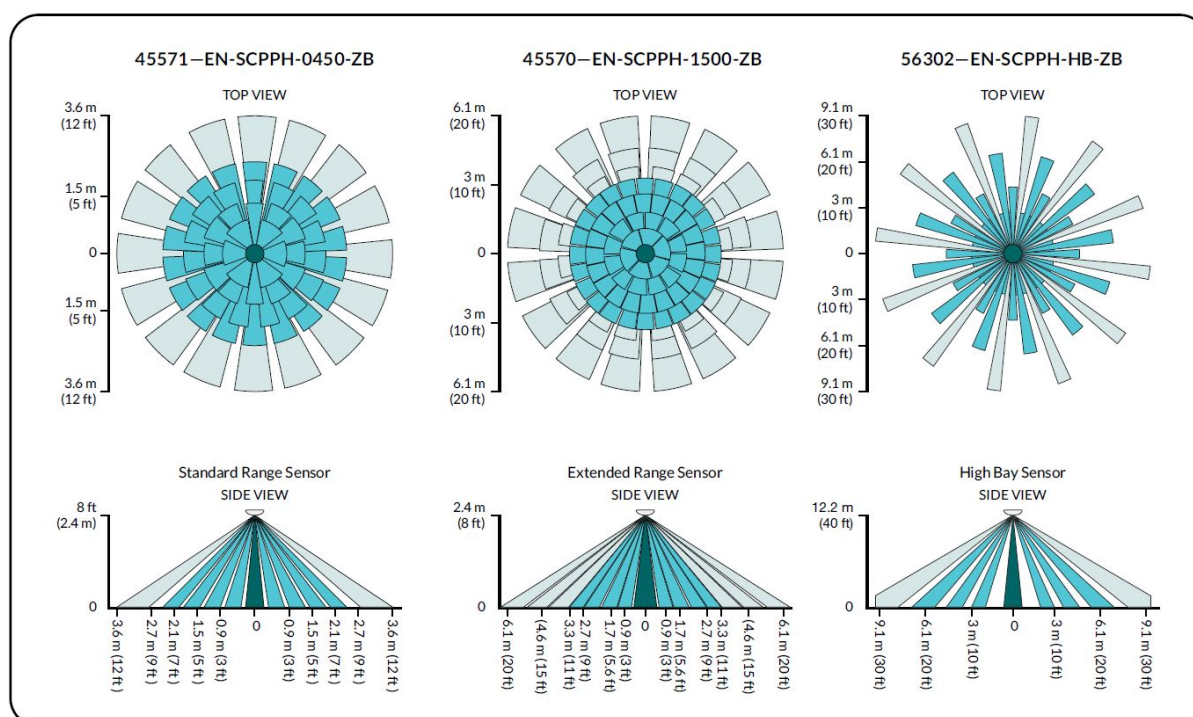 45571—EN-SCPPH-0450-ZB
TOP VIEW
3.6 m
(12 ft)
1.5 m
(5 ft)
0
1.5 m
(5 ft)
3.6 m
(12 ft)
Standard Range Sensor
SIDE VIEW
8 ft
(2.4 m)
0
3.6 m (12 ft )
2.7 m (9 ft )
2.1 m (7 ft)
1.5 m (5 ft)
0.9 m (3 ft)
0
0.9 m (3 ft)
1.5 m (5 ft)
2.1 m (7 ft)
2.7 m (9 ft)
3.6 m (12 ft)
45570—EN-SCPPH-1500-ZB
TOP VIEW
6.1 m
(20 ft)
3 m
(10 ft)
0
3 m
(10 ft)
6.1 m
(20 ft)
Extended Range Sensor
SIDE VIEW
2.4 m
(8 ft)
0
6.1 m (20 ft)
(4.6 m (15 ft)
3.3 m (11 ft)
2.7 m (9 ft)
1.7 m (5.6 ft)
0.9 m (3 ft)
0
0.9 m (3 ft)
1.7 m (5.6 ft)
2.7 m (9 ft)
3.3 m (11 ft)
(4.6 m (15 ft)
6.1 m (20 ft)
56302—EN-SCPPH-HB-ZB
TOP VIEW
9.1 m
(30 ft)
6.1 m
(20 ft)
3 m
(10 ft)
0
3 m
(10 ft)
6.1 m
(20 ft)
9.1 m
(30 ft)
High Bay Sensor
SIDE VIEW
12.2 m
(40 ft)
0
9.1 m (30 ft)
6.1 m (20 ft)
3 m (10 ft)
0
3 m (10 ft)
6.1 m (20 ft)
9.1 m (30 ft)